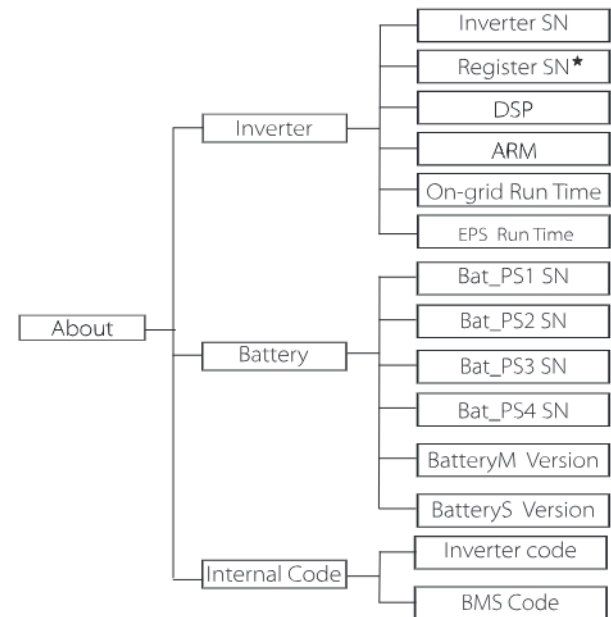 Inverter SN
Register SN★
DSP
Inverter
ARM
On-grid Run Time
EPS Run Time
Bat_PS1 SN
Bat_PS2 SN
About
Battery
Bat_PS3 SN
Bat_PS4 SN
BatteryM Version
BatteryS Version
Inverter code
Internal Code
BMS Code